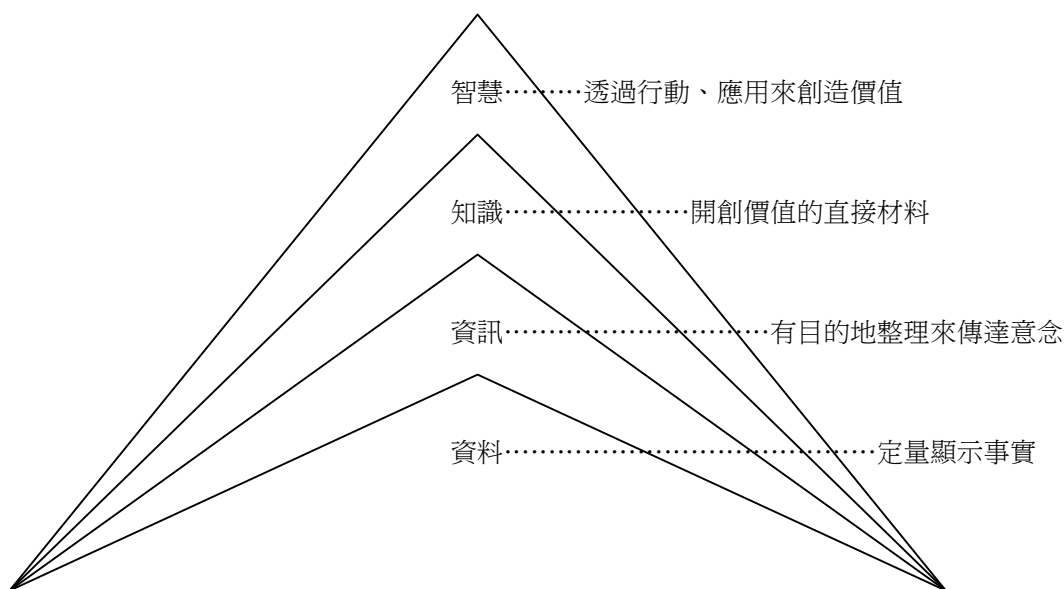 智慧………透過行動、應用來創造價值
知識…………………開創價值的直接材料
資訊…………………………有目的地整理來傳達意念
資料……………………………………定量顯示事實